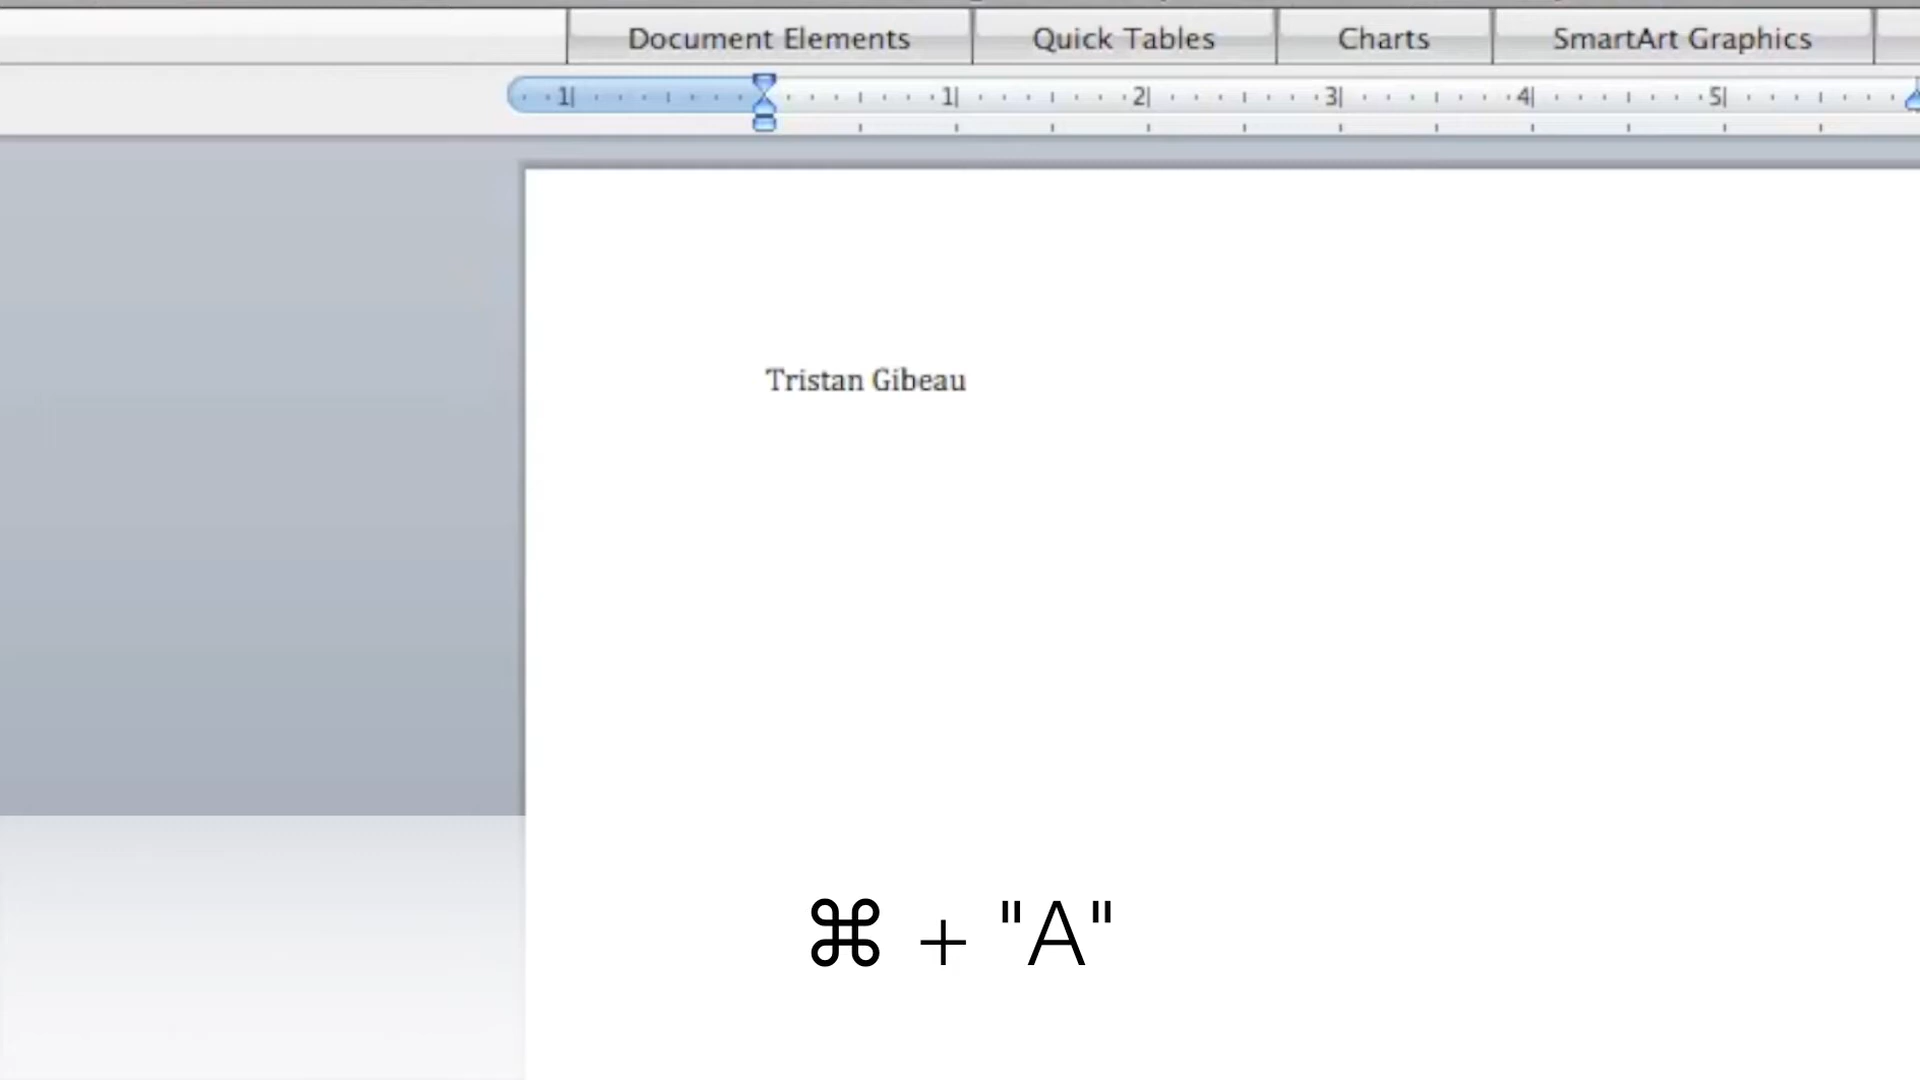 Document Elements Quick Tables Charts SmartArt Graphics
1 1 2 3 4 5
Tristan Gibeau
⌘ + "A"